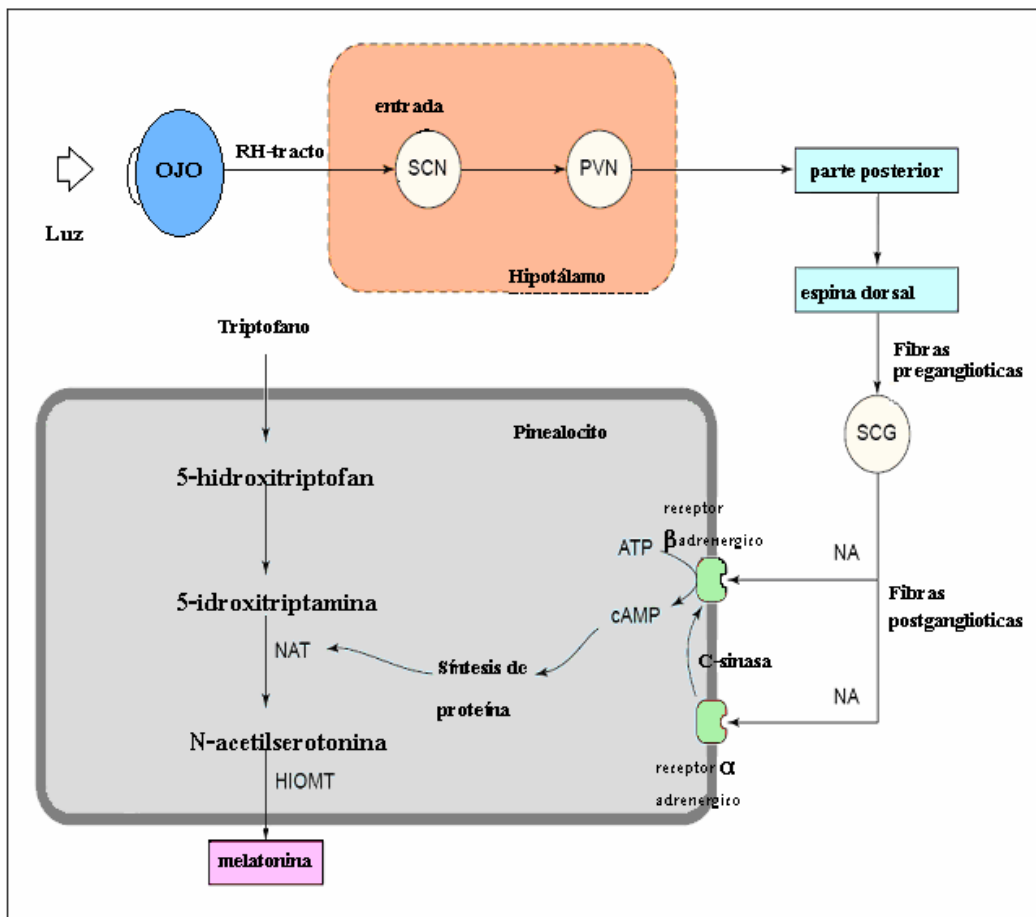 entrada
RH-tracto
OJO
SCN
PVN
parte posterior
Luz
Hipotálamo
espina dorsal
Triptofano
Fibras
preganglioticas
Pinealocito
SCG
5-hidroxitriptofan
receptor
β adrenergico
ATP
NA
5-idroxitriptamina
cAMP
Fibras
postganglioticas
NAT
Síntesis de
proteína
C-sinasa
NA
N-acetilserotonina
HIOMT
receptor α
adrenergico
melatonina